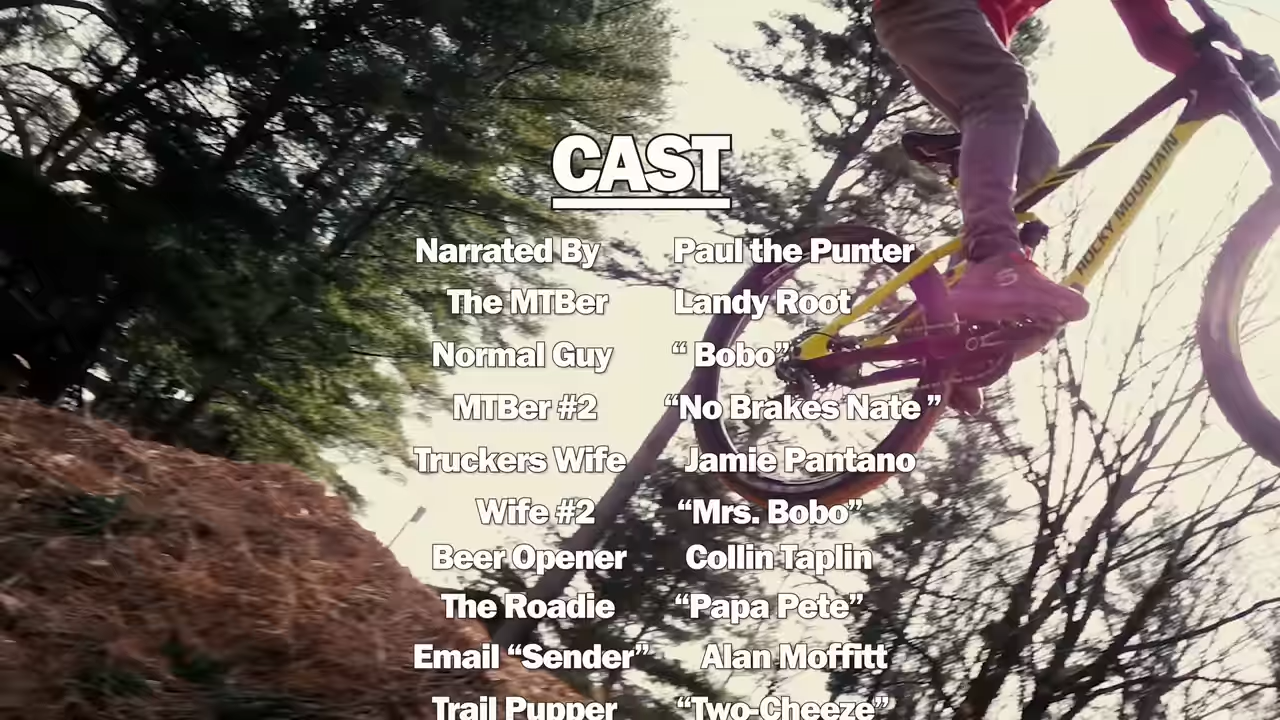 CAST
Narrated By Paul the Punter
The MTBer Landy Root
Normal Guy “ Bobo”
MTBer #2 “No Brakes Nate ”
Truckers Wife Jamie Pantano
Wife #2 “Mrs. Bobo”
Beer Opener Collin Taplin
The Roadie “Papa Pete”
Email “Sender” Alan Moffitt
Trail Pupper “Two-Cheeze”
ROCKY MOUNTAIN